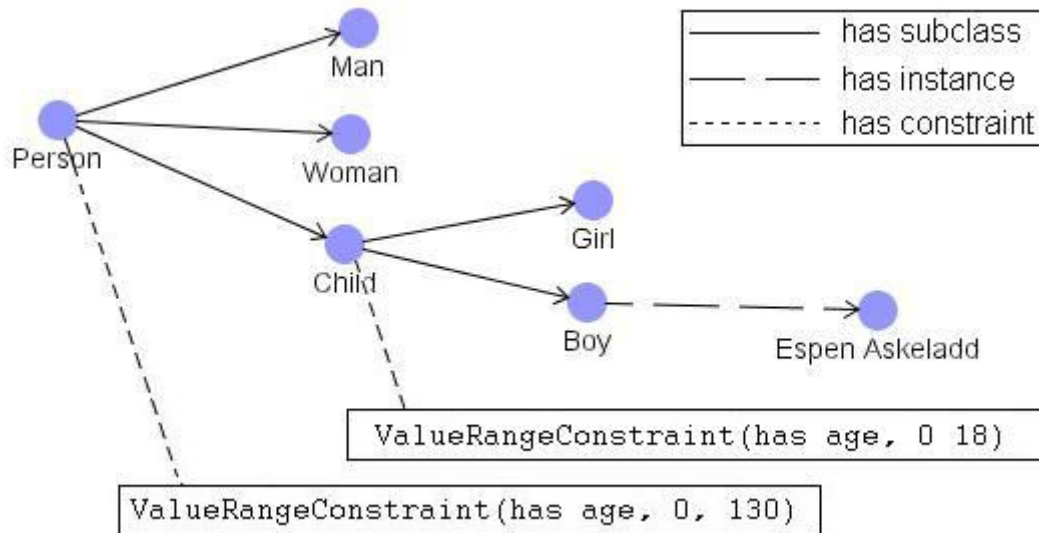 Man
has subclass
has instance
has constraint
Person
Woman
Girl
Child
Boy
Espen Askeladd
ValueRangeConstraint(has age, 0 18)
ValueRangeConstraint(has age, 0, 130)